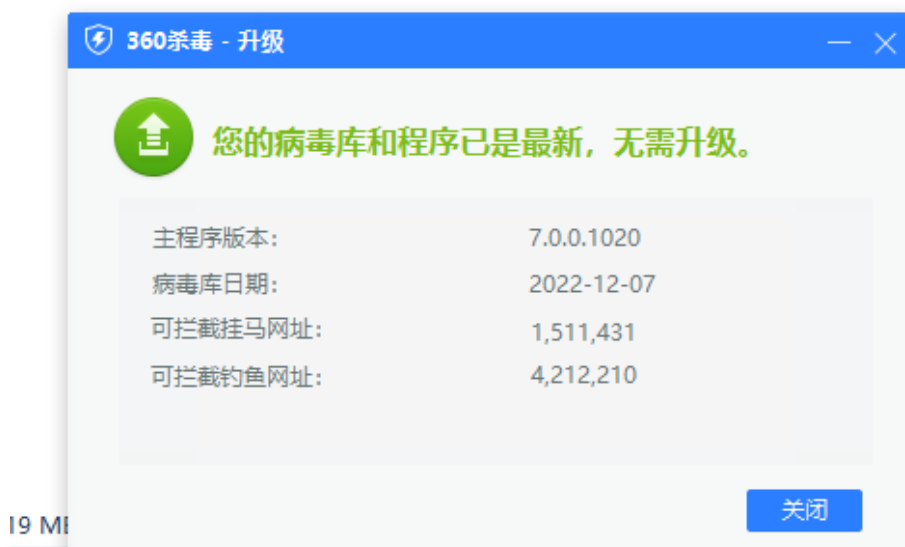 360杀毒 - 升级
您的病毒库和程序已是最新，无需升级。
主程序版本： 7.0.0.1020
病毒库日期： 2022-12-07
可拦截挂马网址： 1,511,431
可拦截钓鱼网址： 4,212,210
关闭